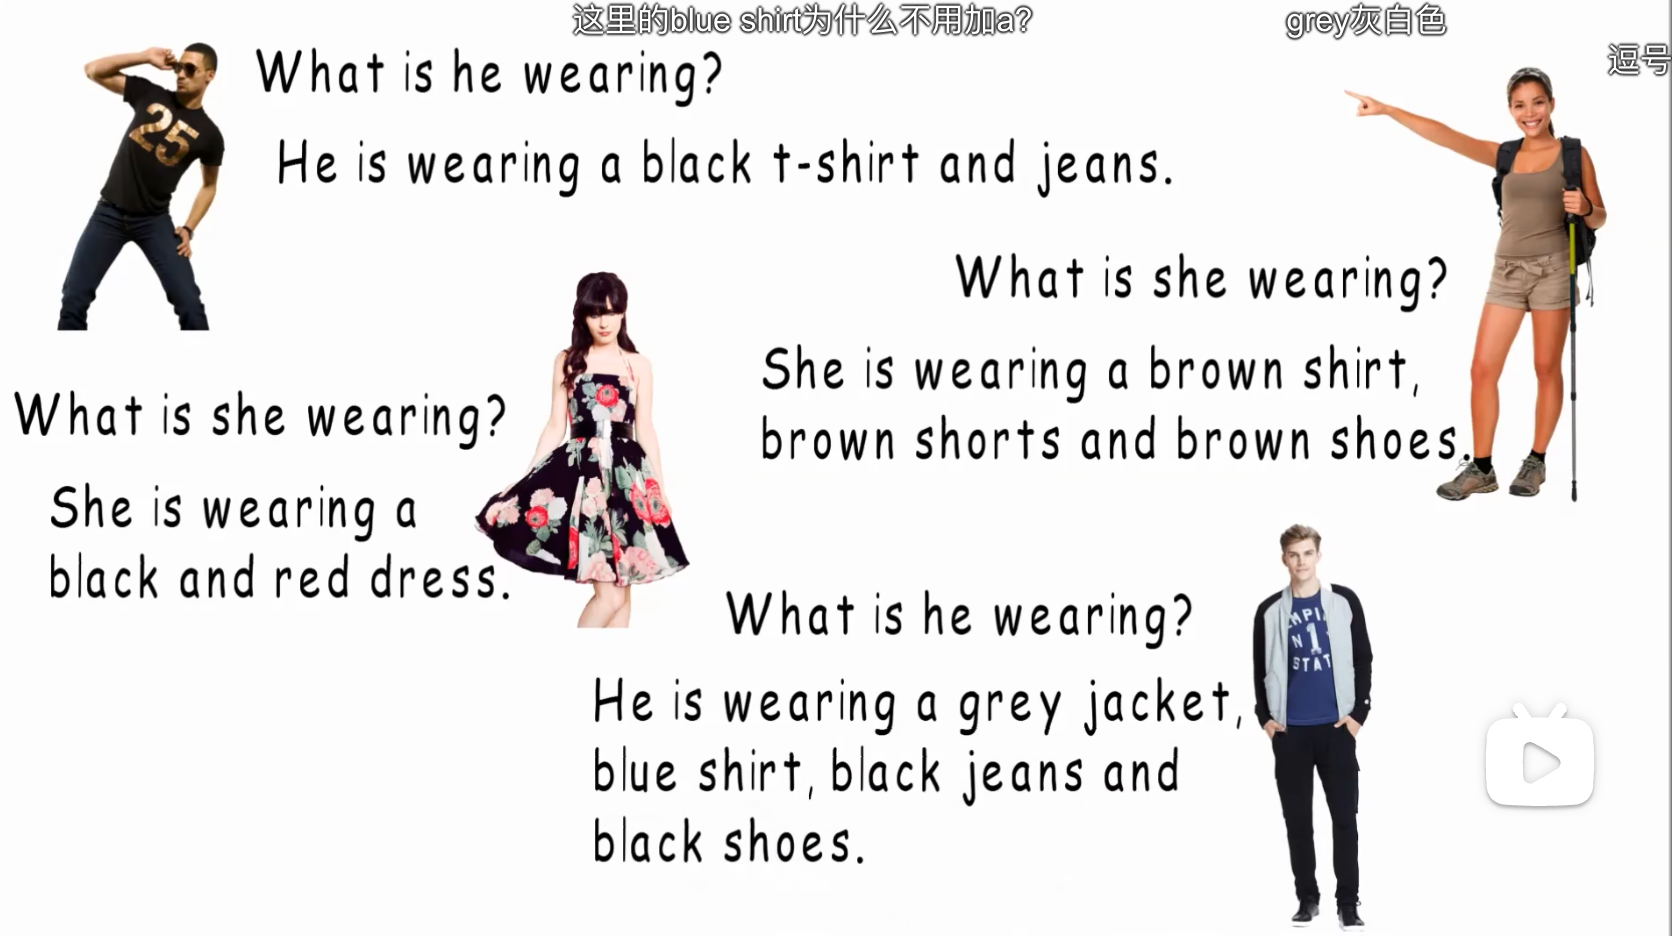 这里的blue shirt为什么不用加a?
grey灰白色
逗号
What is he wearing?
He is wearing a black t-shirt and jeans.
25
What is she wearing?
She is wearing a brown shirt,
brown shorts and brown shoes.
What is she wearing?
She is wearing a
black and red dress.
What is he wearing?
He is wearing a grey jacket,
blue shirt, black jeans and
black shoes.
MPI
N 1
STAT